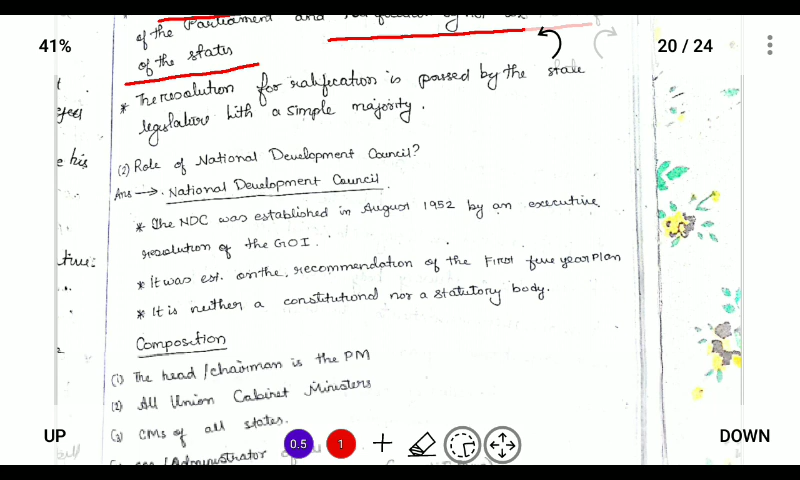 of the Parliament and
of the states
* The resolution for ratification is passed by the state
legislature with a simple majority.
(2) Role of National Development Council?
Ans → National Development Council
* The NDC was established in August 1952 by an executive
resolution of the GOI.
* It was est. on the recommendation of the First five year plan
* It is neither a constitutional nor a statutory body.
Composition
(1) The head/chairman is the PM
(2) All Union Cabinet Ministers
(3) CMs of all states.
/Administrator
41%
20 / 24
e his
UP
0.5
1
DOWN